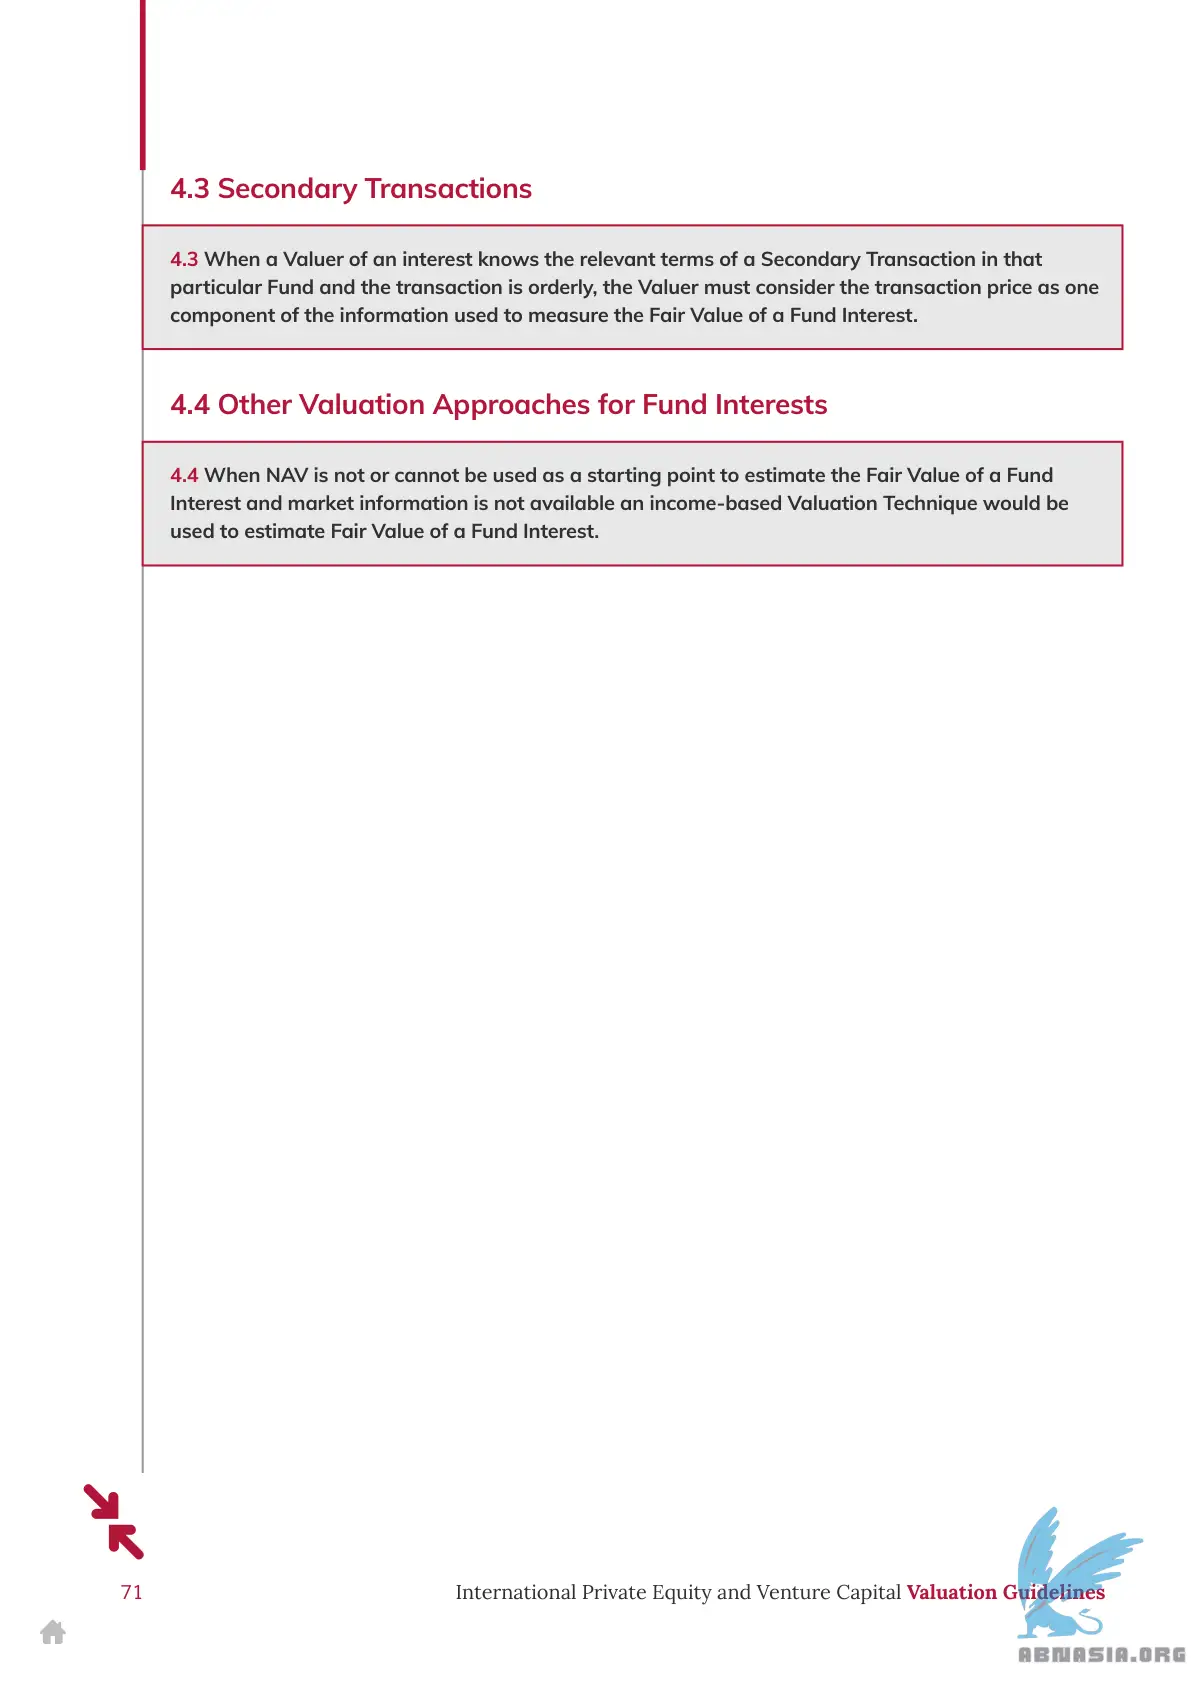 4.3 Secondary Transactions
4.3 When a Valuer of an interest knows the relevant terms of a Secondary Transaction in that
particular Fund and the transaction is orderly, the Valuer must consider the transaction price as one
component of the information used to measure the Fair Value of a Fund Interest.
4.4 Other Valuation Approaches for Fund Interests
4.4 When NAV is not or cannot be used as a starting point to estimate the Fair Value of a Fund
Interest and market information is not available an income-based Valuation Technique would be
used to estimate Fair Value of a Fund Interest.
71
International Private Equity and Venture Capital Valuation Guidelines
ABNASIA.ORG